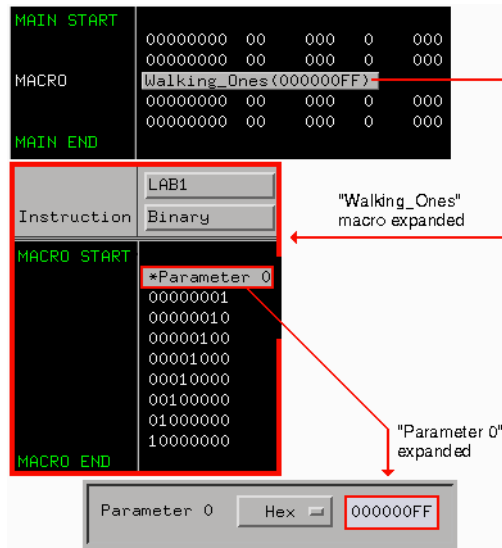 MAIN START
00000000 00 000 0 000
00000000 00 000 0 000
MACRO Walking_Ones(000000FF)
00000000 00 000 0 000
00000000 00 000 0 000
MAIN END
LAB1
Instruction Binary
"Walking_Ones"
macro expanded
MACRO START
*Parameter 0
00000001
00000010
00000100
00001000
00010000
00100000
01000000
10000000
MACRO END
"Parameter 0"
expanded
Parameter 0 Hex 000000FF